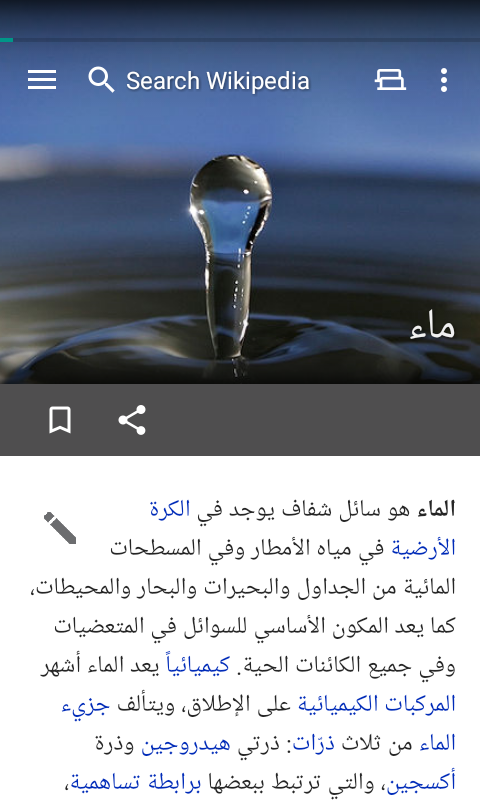 Search Wikipedia
ماء
الماء هو سائل شفاف يوجد في الكرة
الأرضية في مياه الأمطار وفي المسطحات
المائية من الجداول والبحيرات والبحار والمحيطات،
كما يعد المكون الأساسي للسوائل في المتعضيات
وفي جميع الكائنات الحية. كيميائياً يعد الماء أشهر
المركبات الكيميائية على الإطلاق، ويتألف جزيء
الماء من ثلاث ذرّات: ذرتي هيدروجين وذرة
أكسجين، والتي ترتبط ببعضها برابطة تساهمية،